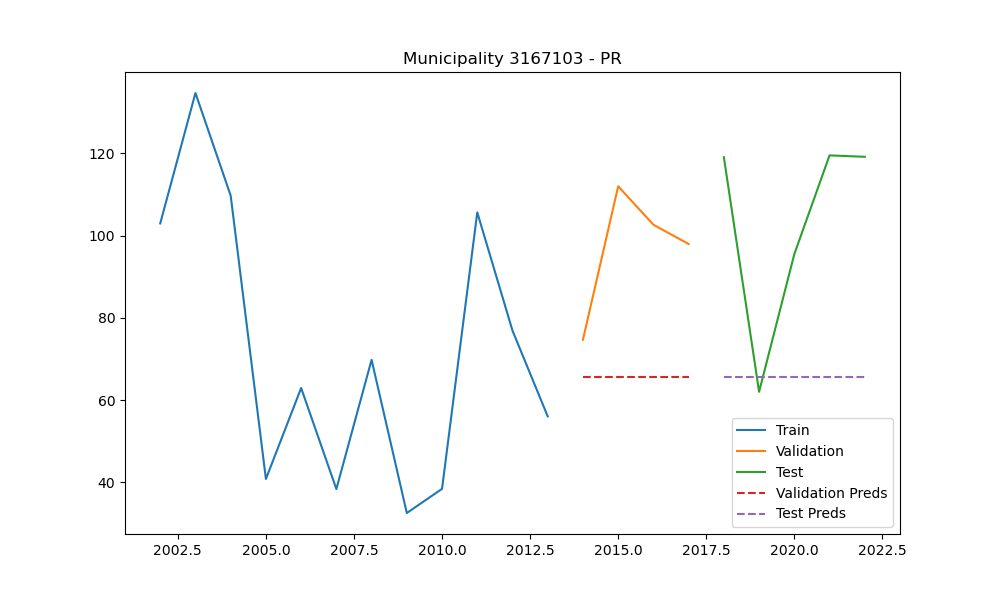 Municipality 3167103 - PR
120
100
80
60
40
2002.5 2005.0 2007.5 2010.0 2012.5 2015.0 2017.5 2020.0 2022.5
Train
Validation
Test
Validation Preds
Test Preds